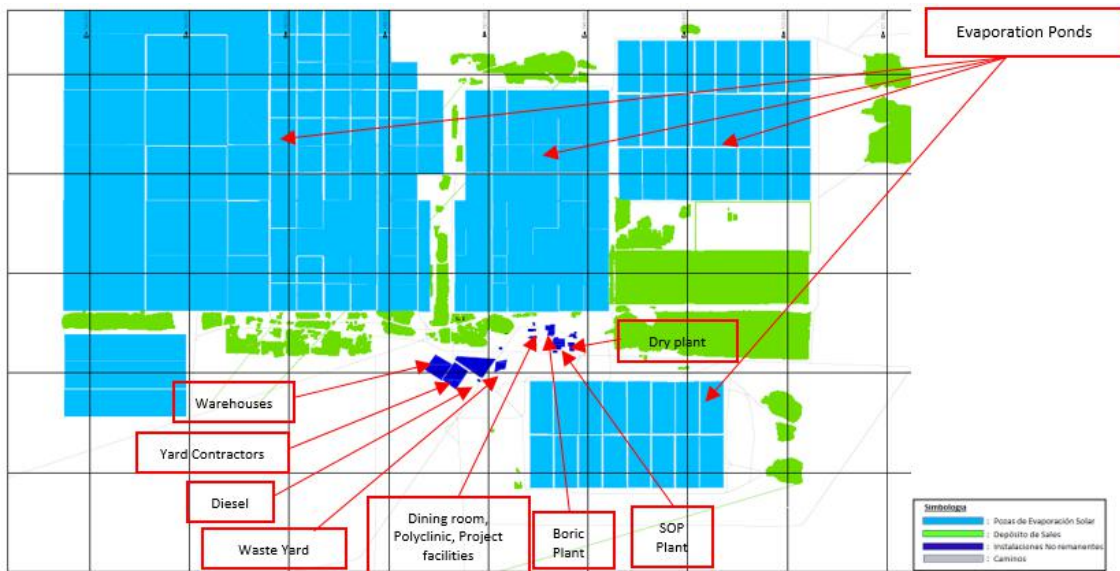 Evaporation Ponds
Dry plant
Warehouses
Yard Contractors
Diesel
Waste Yard
Dining room,
Polyclinic, Project
facilities
Boric
Plant
SOP
Plant
Simbología
: Pozas de Evaporación Solar
: Depósito de Sales
: Instalaciones No remanentes
: Caminos